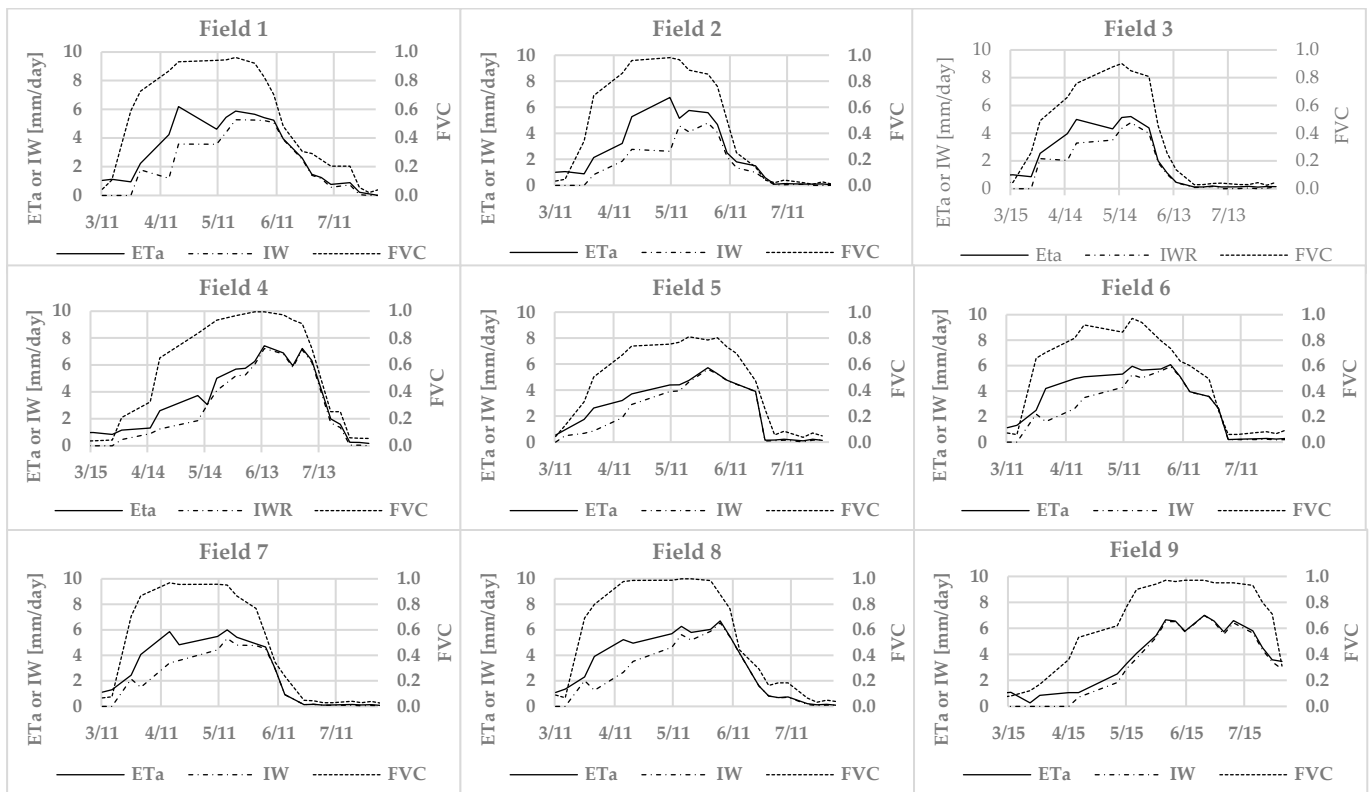 Field 1
ETa or IW [mm/day]
10
8
6
4
2
0
1.0
0.8
0.6
0.4
0.2
0.0
FVC
3/11 4/11 5/11 6/11 7/11
ETa IW FVC
Field 2
ETa or IW [mm/day]
10
8
6
4
2
0
1.0
0.8
0.6
0.4
0.2
0.0
FVC
3/11 4/11 5/11 6/11 7/11
ETa IW FVC
Field 3
ETa or IW [mm/day]
10
8
6
4
2
0
1.0
0.8
0.6
0.4
0.2
0.0
FVC
3/15 4/14 5/14 6/13 7/13
Eta IWR FVC
Field 4
ETa or IW [mm/day]
10
8
6
4
2
0
1.0
0.8
0.6
0.4
0.2
0.0
FVC
3/15 4/14 5/14 6/13 7/13
Eta IWR FVC
Field 5
ETa or IW [mm/day]
10
8
6
4
2
0
1.0
0.8
0.6
0.4
0.2
0.0
FVC
3/11 4/11 5/11 6/11 7/11
ETa IW FVC
Field 6
ETa or IW [mm/day]
10
8
6
4
2
0
1.0
0.8
0.6
0.4
0.2
0.0
FVC
3/11 4/11 5/11 6/11 7/11
ETa IW FVC
Field 7
ETa or IW [mm/day]
10
8
6
4
2
0
1.0
0.8
0.6
0.4
0.2
0.0
FVC
3/11 4/11 5/11 6/11 7/11
ETa IW FVC
Field 8
ETa or IW [mm/day]
10
8
6
4
2
0
1.0
0.8
0.6
0.4
0.2
0.0
FVC
3/11 4/11 5/11 6/11 7/11
ETa IW FVC
Field 9
ETa or IW [mm/day]
10
8
6
4
2
0
1.0
0.8
0.6
0.4
0.2
0.0
FVC
3/15 4/15 5/15 6/15 7/15
ETa IW FVC